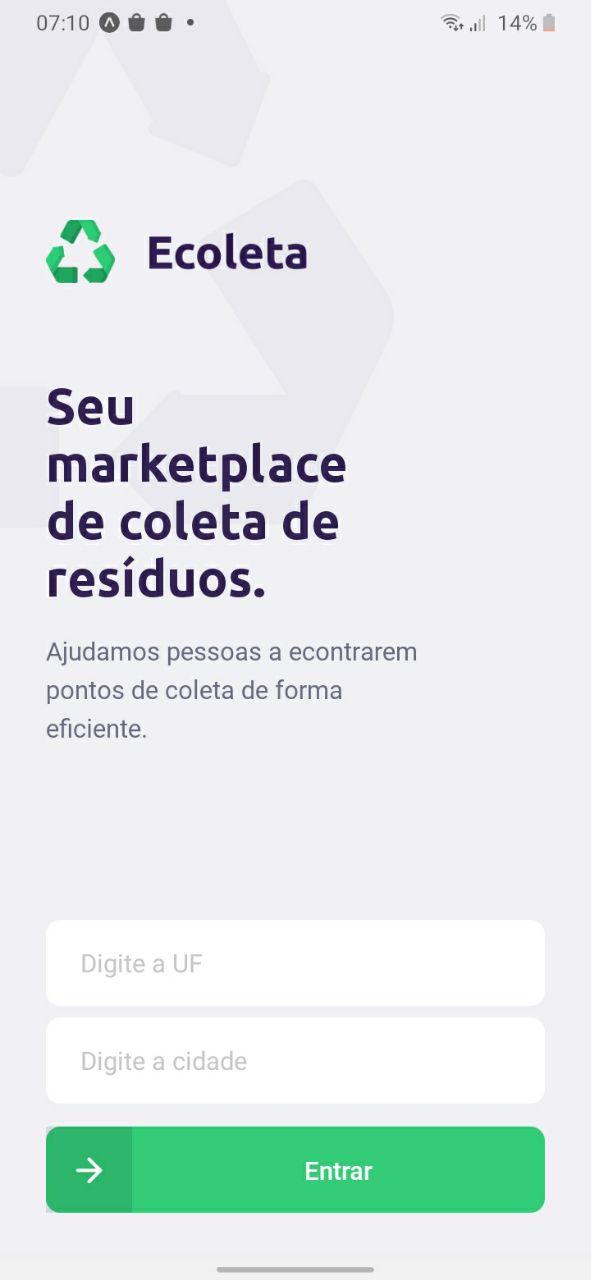 07:10
14%
Ecoleta
Seu
marketplace
de coleta de
resíduos.
Ajudamos pessoas a econtrarem
pontos de coleta de forma
eficiente.
Digite a UF
Digite a cidade
Entrar